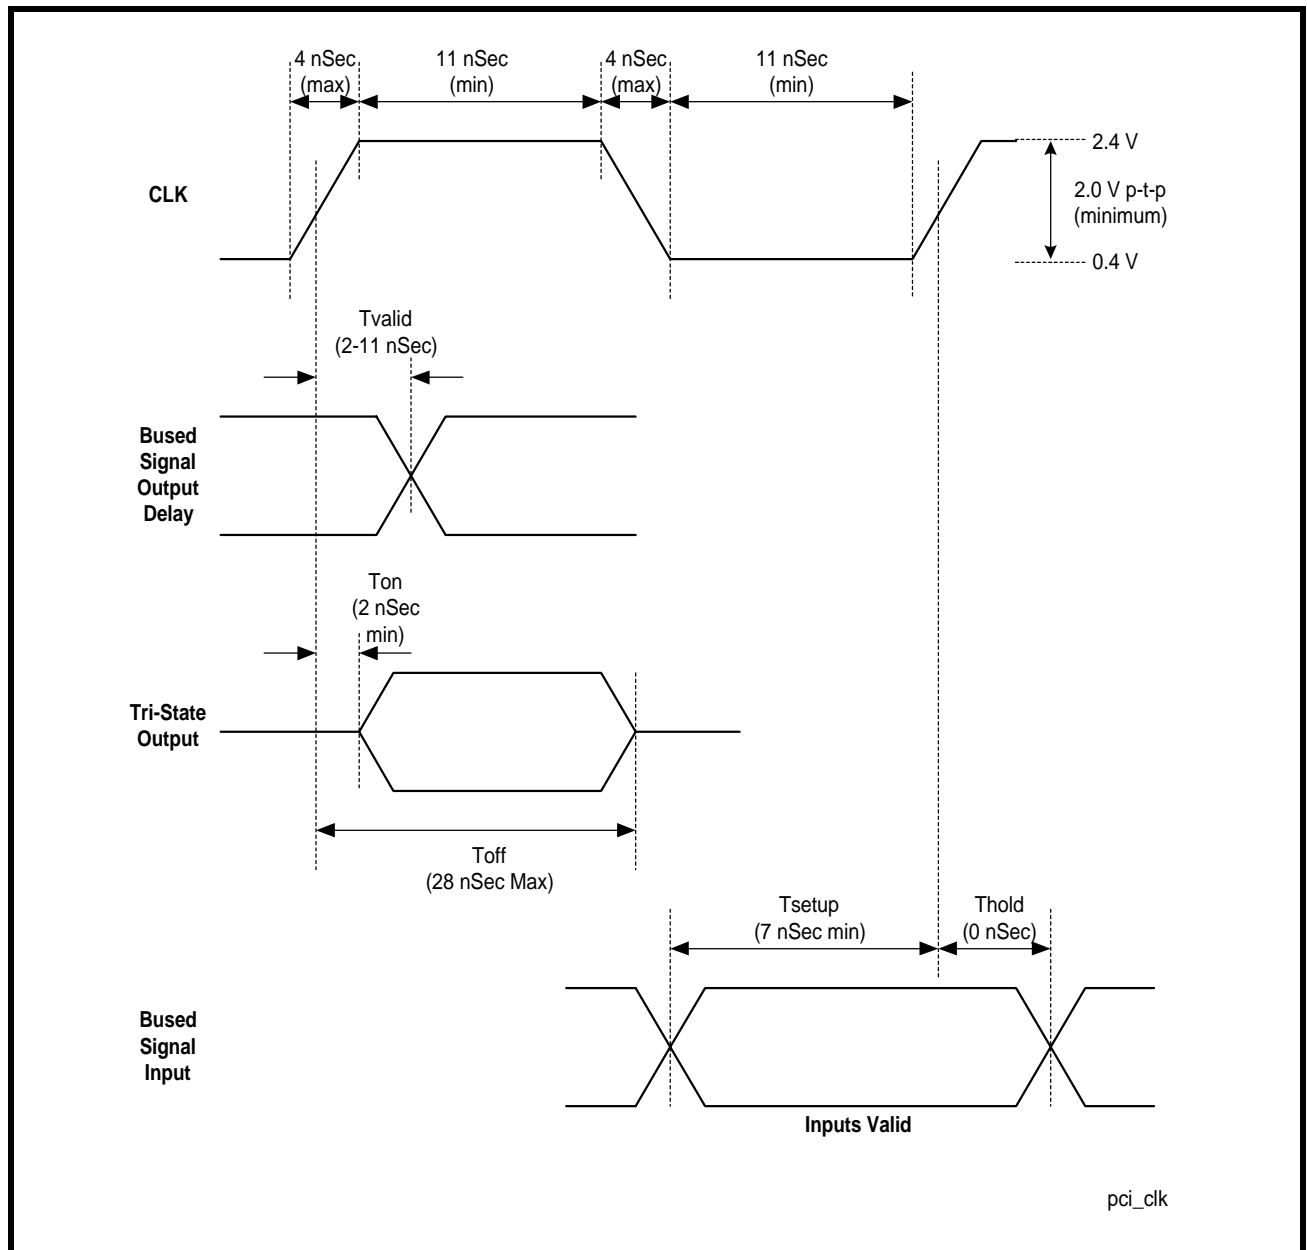 4 nSec
(max)
11 nSec
(min)
4 nSec
(max)
11 nSec
(min)
CLK
2.4 V
2.0 V p-t-p
(minimum)
0.4 V
Tvalid
(2-11 nSec)
Bused
Signal
Output
Delay
Ton
(2 nSec
min)
Tri-State
Output
Toff
(28 nSec Max)
Tsetup
(7 nSec min)
Thold
(0 nSec)
Bused
Signal
Input
Inputs Valid
pci_clk